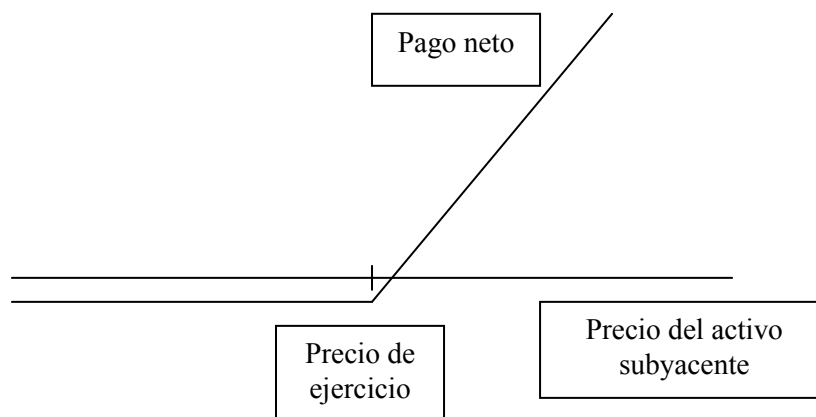 Pago neto
Precio de
ejercicio
Precio del activo
subyacente